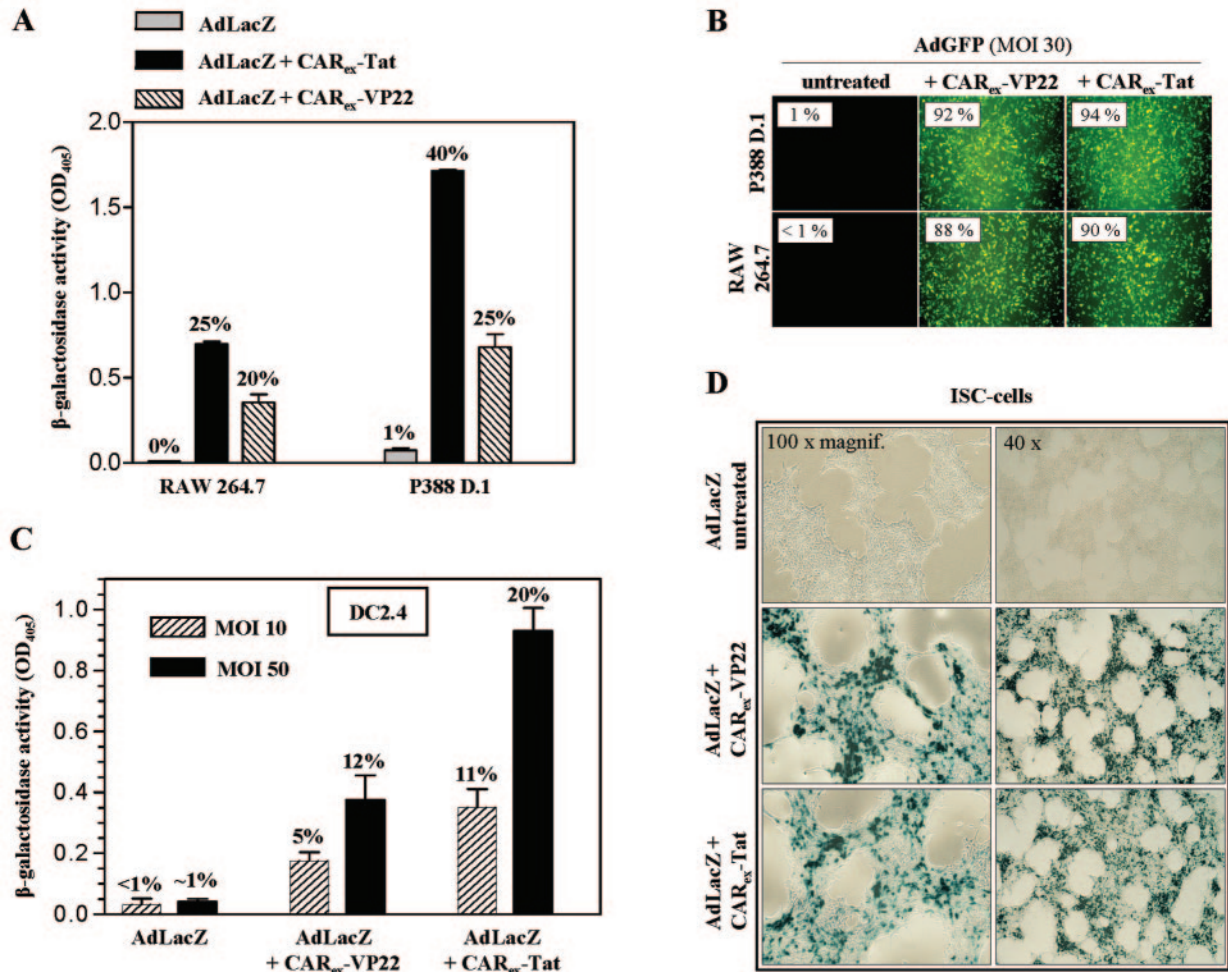 A
AdLacZ
AdLacZ + CARex-Tat
AdLacZ + CARex-VP22
β-galactosidase activity (OD405)
2.0
1.5
1.0
0.5
0.0
0%
25%
20%
1%
40%
25%
RAW 264.7
P388 D.1
B
AdGFP (MOI 30)
untreated
+ CARex-VP22
+ CARex-Tat
P388 D.1
1 %
92 %
94 %
RAW
264.7
< 1 %
88 %
90 %
C
β-galactosidase activity (OD405)
1.0
0.8
0.6
0.4
0.2
0.0
MOI 10
MOI 50
DC2.4
<1%
~1%
5%
12%
11%
20%
AdLacZ
AdLacZ
+ CARex-VP22
AdLacZ
+ CARex-Tat
D
ISC-cells
100 x magnif.
40 x
AdLacZ
untreated
AdLacZ +
CARex-VP22
AdLacZ +
CARex-Tat